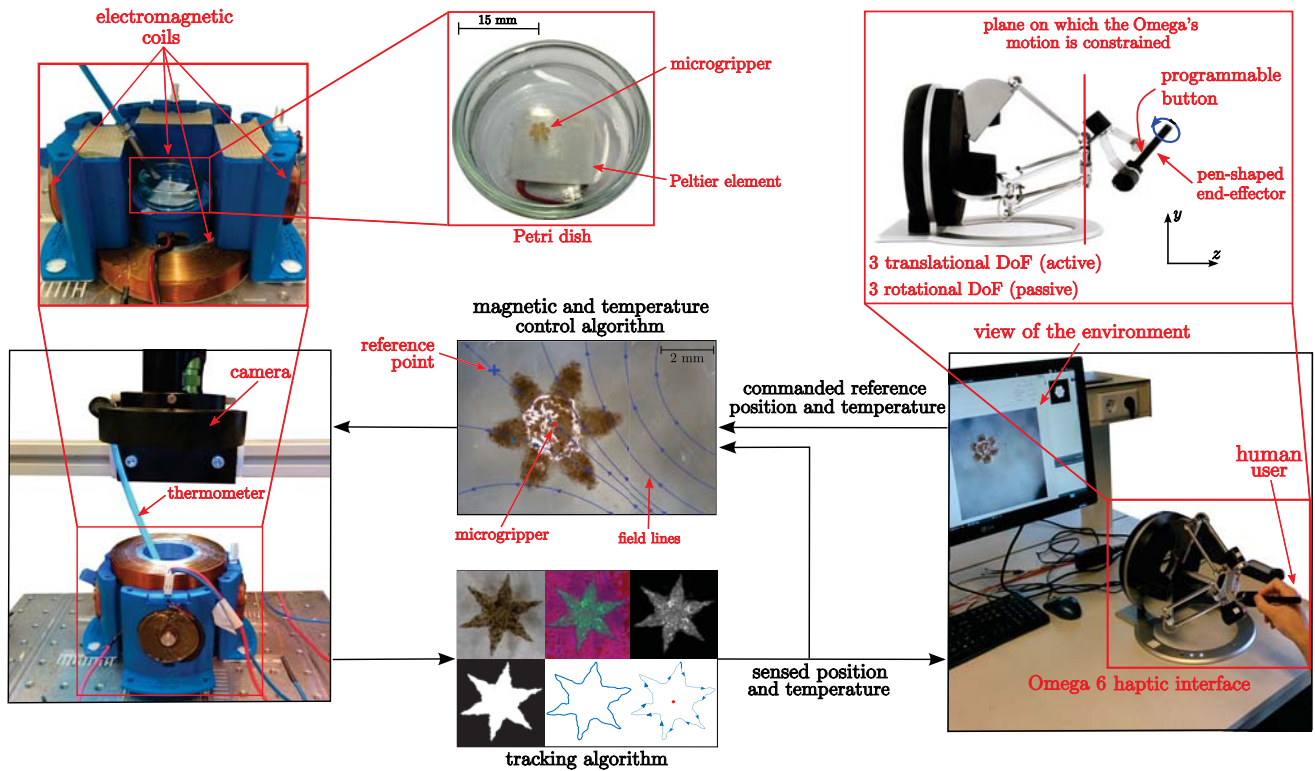 electromagnetic
coils
15 mm
microgripper
Peltier element
Petri dish
plane on which the Omega's
motion is constrained
programmable
button
pen-shaped
end-effector
y
z
3 translational DoF (active)
3 rotational DoF (passive)
magnetic and temperature
control algorithm
reference
point
2 mm
microgripper
field lines
camera
thermometer
commanded reference
position and temperature
view of the environment
human
user
Omega 6 haptic interface
sensed position
and temperature
tracking algorithm